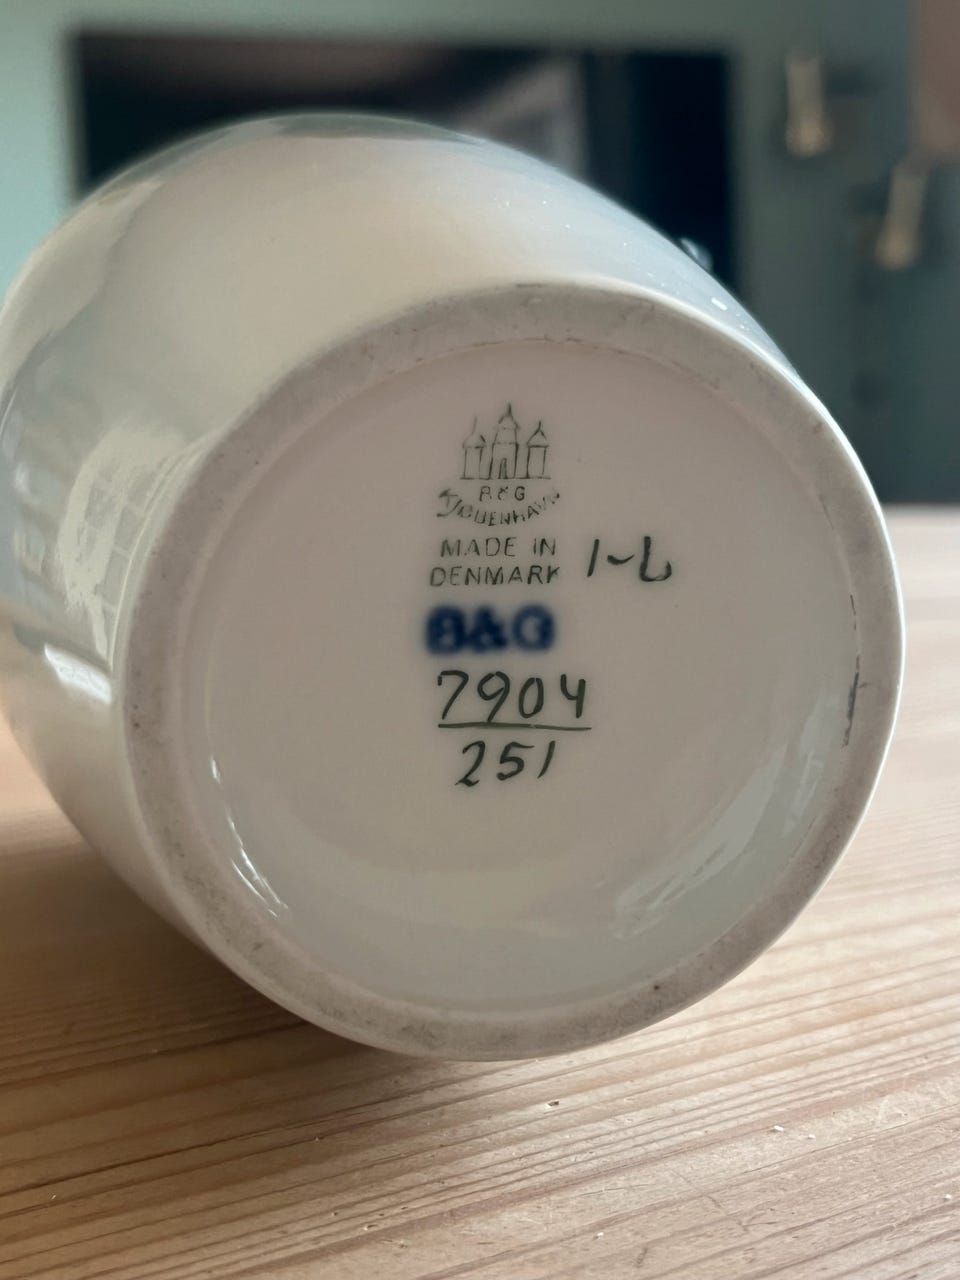 B&G
KJØBENHAVN
MADE IN
DENMARK 1-L
B&G
7904
251